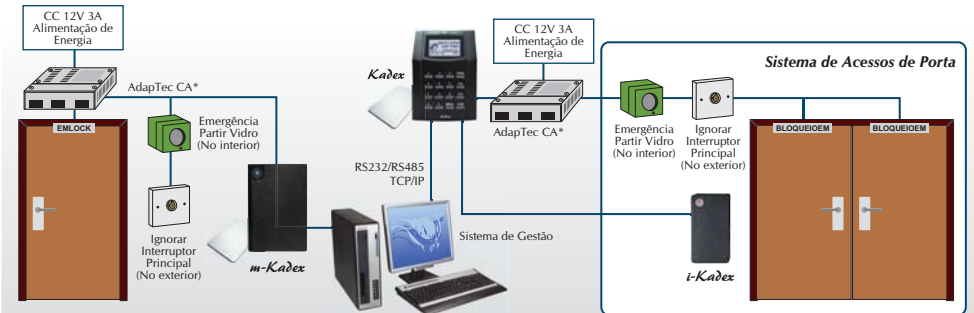 CC 12V 3A
Alimentação de
Energia
AdapTec CA*
EMLOCK
Emergência
Partir Vidro
(No interior)
Ignorar
Interruptor
Principal
(No exterior)
m-Kadex
Kadex
CC 12V 3A
Alimentação de
Energia
AdapTec CA*
RS232/RS485
TCP/IP
Sistema de Gestão
Sistema de Acessos de Porta
Emergência
Partir Vidro
(No interior)
Ignorar
Interruptor
Principal
(No exterior)
BLOQUEIOEM
BLOQUEIOEM
i-Kadex